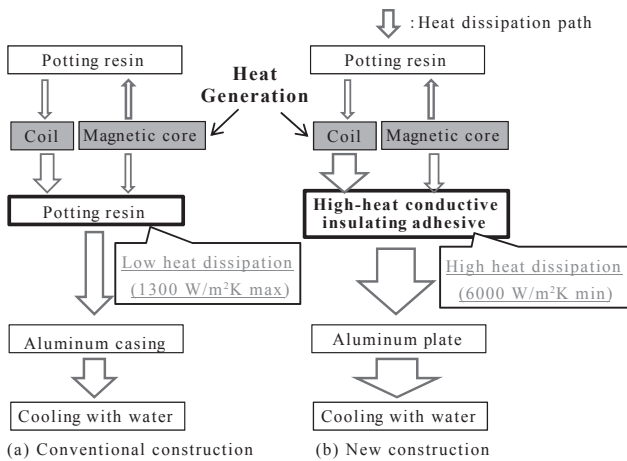 : Heat dissipation path
Potting resin
Heat
Generation
Coil
Magnetic core
Potting resin
Low heat dissipation
(1300 W/m²K max)
Aluminum casing
Cooling with water
(a) Conventional construction
Potting resin
Coil
Magnetic core
High-heat conductive
insulating adhesive
High heat dissipation
(6000 W/m²K min)
Aluminum plate
Cooling with water
(b) New construction